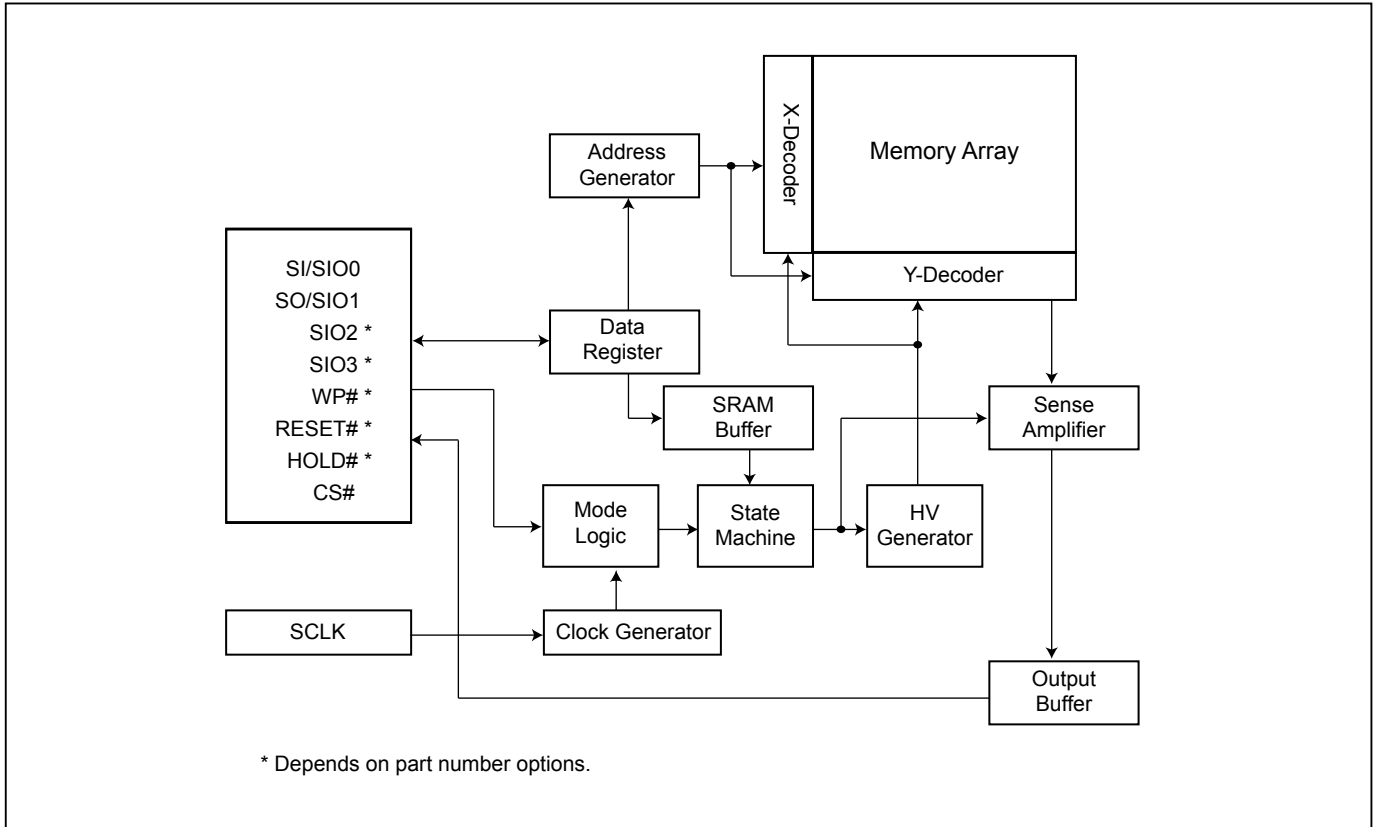 X-Decoder
Memory Array
Address
Generator
Y-Decoder
SI/SIO0
SO/SIO1
SIO2 *
SIO3 *
WP# *
RESET# *
HOLD# *
CS#
Data
Register
SRAM
Buffer
Sense
Amplifier
Mode
Logic
State
Machine
HV
Generator
SCLK
Clock Generator
Output
Buffer
* Depends on part number options.